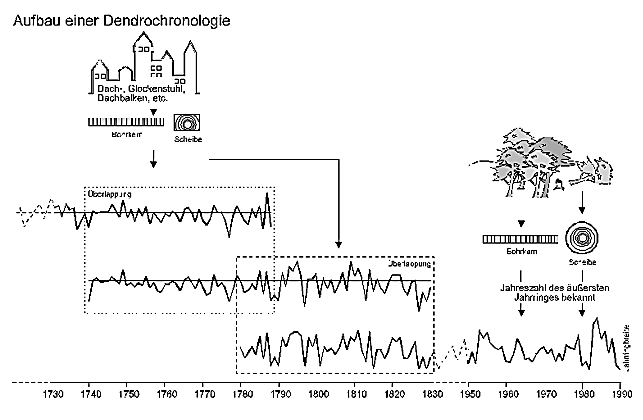 Aufbau einer Dendrochronologie
Dach-, Glockenstuhl,
Dachbalken, etc.
Bohrkern
Scheibe
Überlappung
Überlappung
Bohrkern
Scheibe
Jahreszahl des äußersten
Jahrringes bekannt
Jahrringbreite
1730 1740 1750 1760 1770 1780 1790 1800 1810 1820 1830 1950 1960 1970 1980 1990